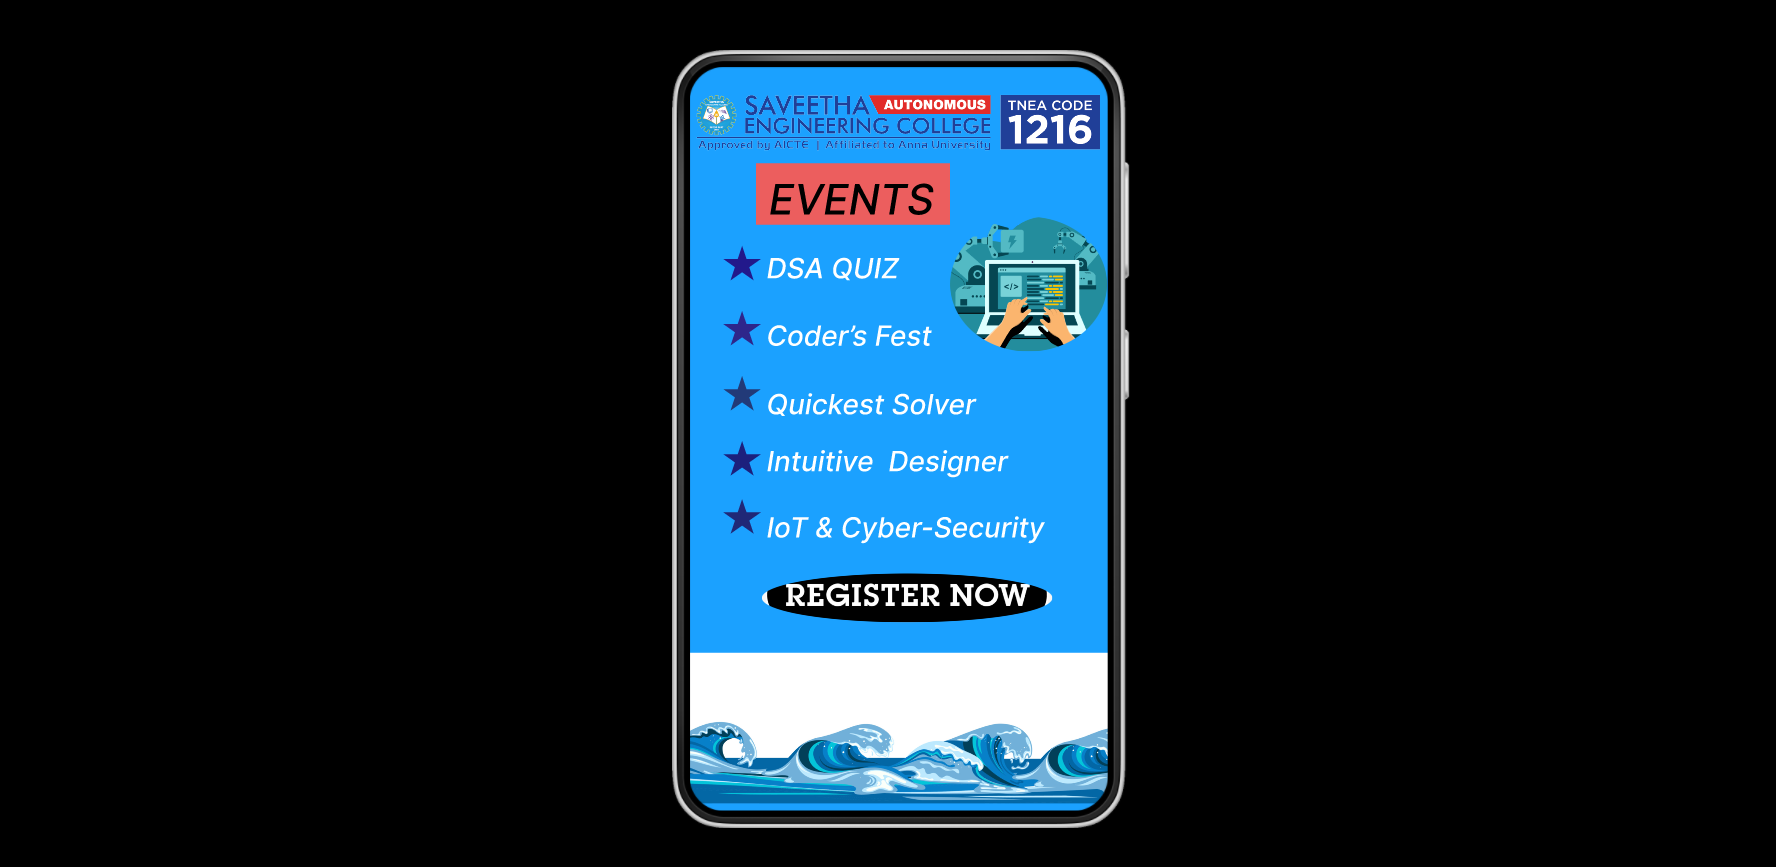 SAVEETHA AUTONOMOUS
ENGINEERING COLLEGE
Approved by AICTE | Affiliated to Anna University
TNEA CODE
1216
EVENTS
DSA QUIZ
Coder’s Fest
</>
Quickest Solver
Intuitive Designer
IoT & Cyber-Security
REGISTER NOW